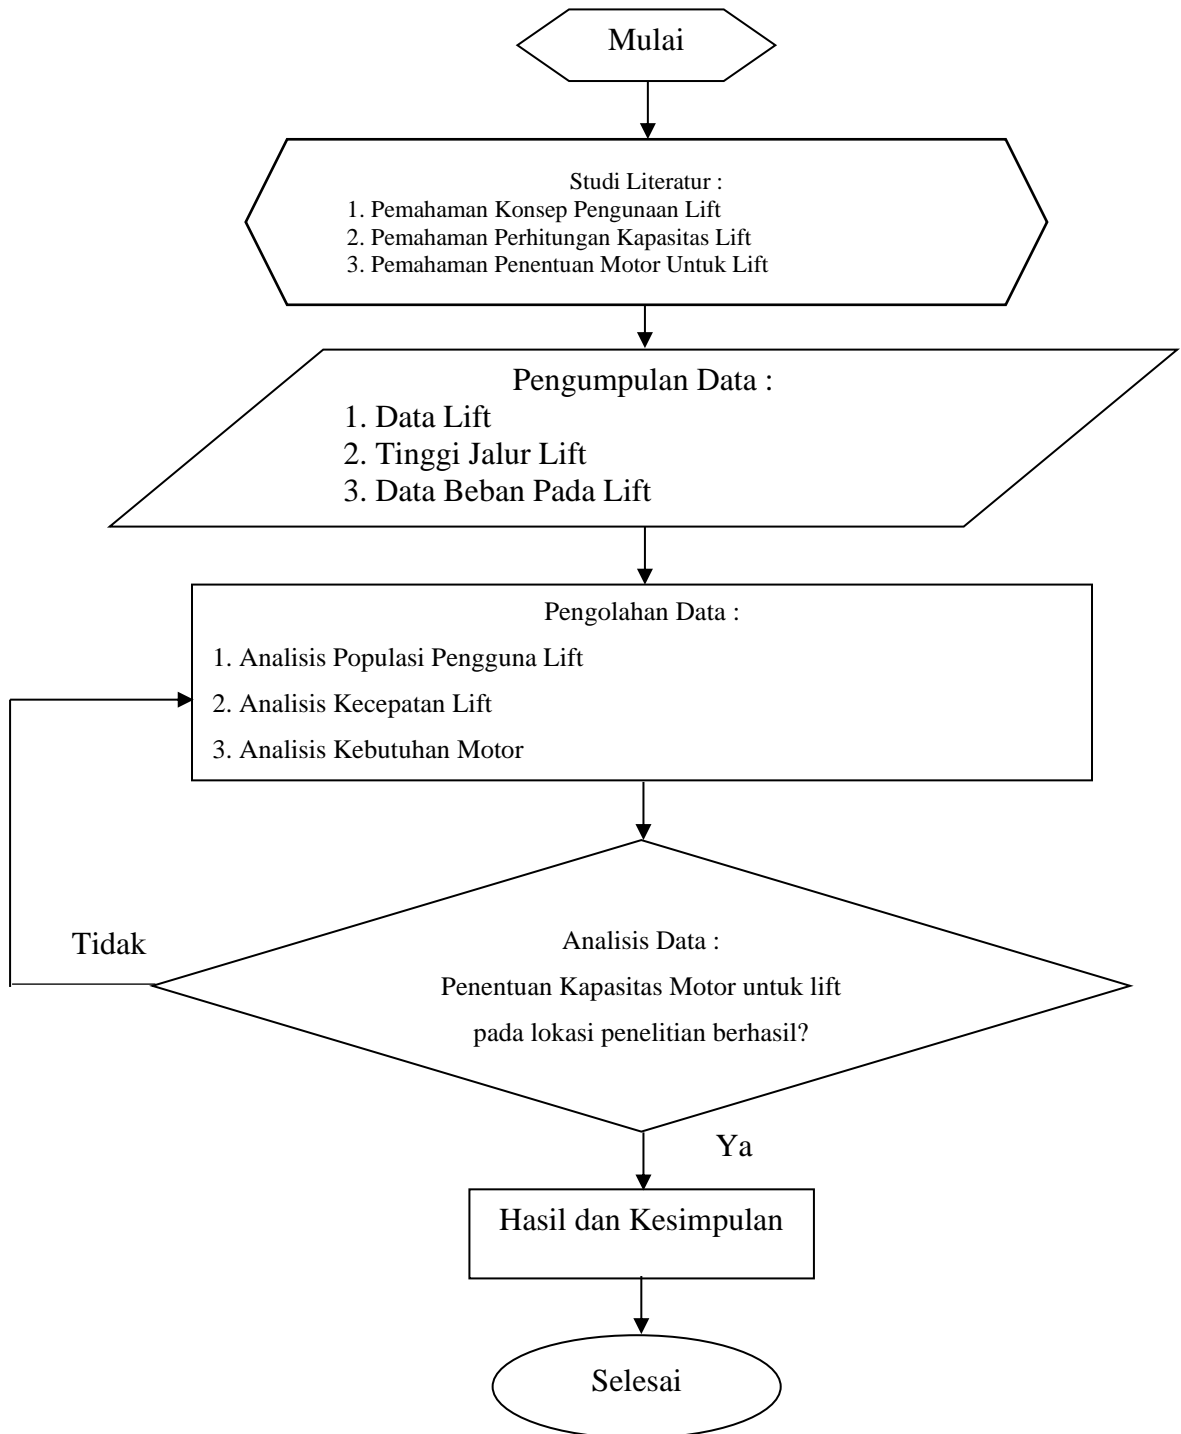 Mulai
Studi Literatur :
1. Pemahaman Konsep Pengunaan Lift
2. Pemahaman Perhitungan Kapasitas Lift
3. Pemahaman Penentuan Motor Untuk Lift
Pengumpulan Data :
1. Data Lift
2. Tinggi Jalur Lift
3. Data Beban Pada Lift
Pengolahan Data :
1. Analisis Populasi Pengguna Lift
2. Analisis Kecepatan Lift
3. Analisis Kebutuhan Motor
Tidak
Analisis Data :
Penentuan Kapasitas Motor untuk lift
pada lokasi penelitian berhasil?
Ya
Hasil dan Kesimpulan
Selesai